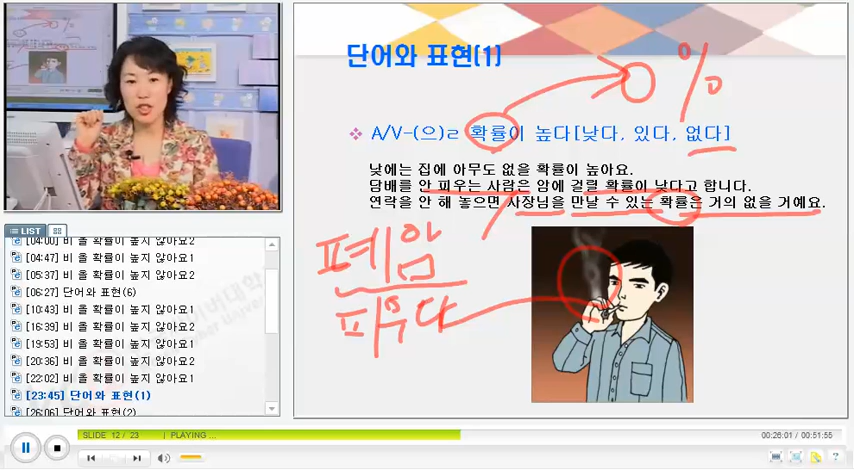 단어와 표현(1)
0%
❖ A/V-(으)ㄹ 확률이 높다[낮다, 있다, 없다]
낮에는 집에 아무도 없을 확률이 높아요.
담배를 안 피우는 사람은 암에 걸릴 확률이 낮다고 합니다.
연락을 안 해 놓으면 사장님을 만날 수 있는 확률은 거의 없을 거예요.
폐암
피우다
LIST
[04:00] 비 올 확률이 높지 않아요2
[04:47] 비 올 확률이 높지 않아요1
[05:37] 비 올 확률이 높지 않아요2
[06:27] 단어와 표현(6)
[10:43] 비 올 확률이 높지 않아요1
[16:39] 비 올 확률이 높지 않아요2
[19:53] 비 올 확률이 높지 않아요1
[20:36] 비 올 확률이 높지 않아요2
[22:02] 비 올 확률이 높지 않아요1
[23:45] 단어와 표현(1)
[26:06] 단어와 표현(2)
SLIDE 12 / 23 | PLAYING ...
00:26:01 / 00:51:55